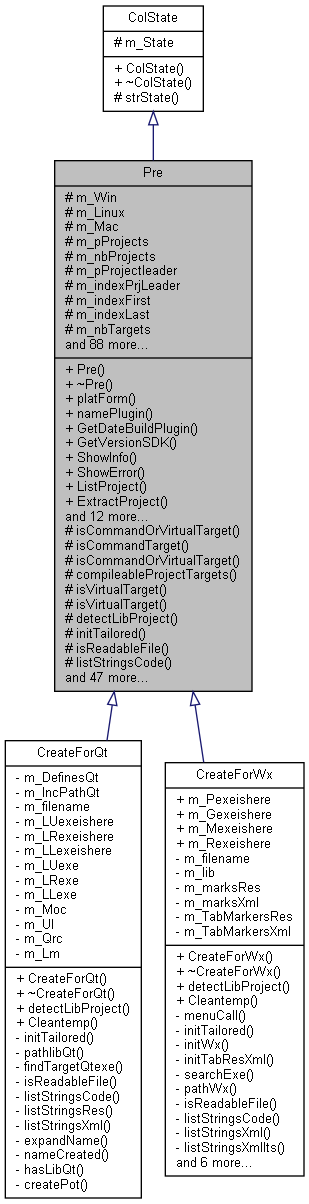 ColState
# m_State
+ ColState()
+ ~ColState()
# strState()
Pre
# m_Win
# m_Linux
# m_Mac
# m_pProjects
# m_nbProjects
# m_pProjectleader
# m_indexPrjLeader
# m_indexFirst
# m_indexLast
# m_nbTargets
and 88 more...
+ Pre()
+ ~Pre()
+ platForm()
+ namePlugin()
+ GetDateBuildPlugin()
+ GetVersionSDK()
+ ShowInfo()
+ ShowError()
+ ListProject()
+ ExtractProject()
and 12 more...
# isCommandOrVirtualTarget()
# isCommandTarget()
# isCommandOrVirtualTarget()
# compileableProjectTargets()
# isVirtualTarget()
# isVirtualTarget()
# detectLibProject()
# initTailored()
# isReadableFile()
# listStringsCode()
and 47 more...
CreateForQt
- m_DefinesQt
- m_IncPathQt
- m_filename
- m_LUexeishere
- m_LRexeishere
- m_LLexeishere
- m_LUexe
- m_LRexe
- m_LLexe
- m_Moc
- m_UI
- m_Qrc
- m_Lm
+ CreateForQt()
+ ~CreateForQt()
+ detectLibProject()
+ Cleantemp()
- initTailored()
- pathlibQt()
- findTargetQtexe()
- isReadableFile()
- listStringsCode()
- listStringsRes()
- listStringsXml()
- expandName()
- nameCreated()
- hasLibQt()
- createPot()
CreateForWx
+ m_Pexeishere
+ m_Gexeishere
+ m_Mexeishere
+ m_Rexeishere
- m_filename
- m_lib
- m_marksRes
- m_marksXml
- m_TabMarkersRes
- m_TabMarkersXml
+ CreateForWx()
+ ~CreateForWx()
+ detectLibProject()
+ Cleantemp()
- menuCall()
- initTailored()
- initWx()
- initTabResXml()
- searchExe()
- pathWx()
- isReadableFile()
- listStringsCode()
- listStringsXml()
- listStringsXmlIts()
and 6 more...